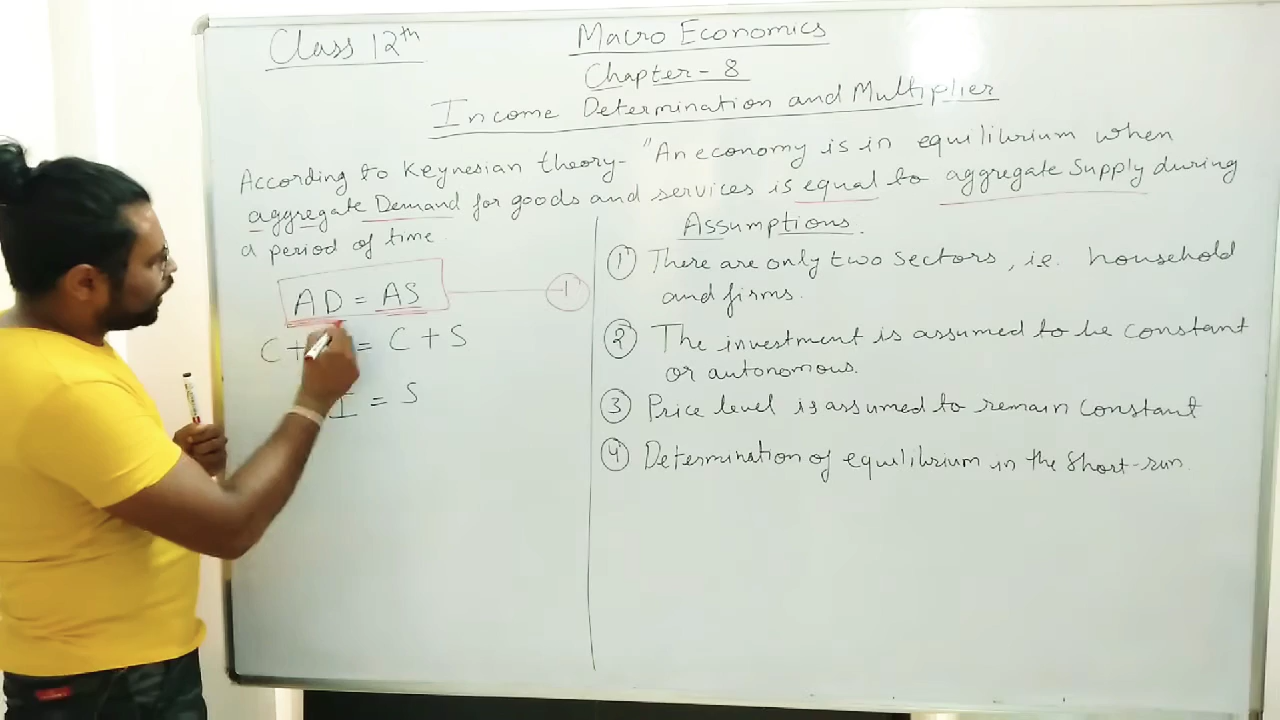 Class 12th
Macro Economics
Chapter - 8
Income Determination and Multiplier
According to Keynesian theory- "An economy is in equilibrium when
aggregate Demand for goods and services is equal to aggregate Supply during
a period of time
AD = AS
1
C+ = C + S
I = S
Assumptions.
① There are only two sectors, i.e. household
and firms.
② The investment is assumed to be constant
or autonomous.
③ Price level is assumed to remain constant
④ Determination of equilibrium in the short-run.